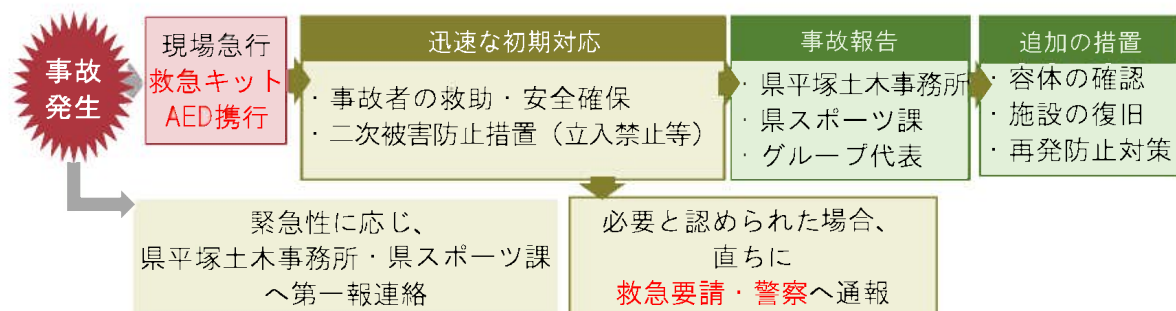 事故
発生
現場急行
救急キット
AED携行
迅速な初期対応
・事故者の救助・安全確保
・二次被害防止措置（立入禁止等）
事故報告
・県平塚土木事務所
・県スポーツ課
・グループ代表
追加の措置
・容体の確認
・施設の復旧
・再発防止対策
緊急性に応じ、
県平塚土木事務所・県スポーツ課
へ第一報連絡
必要と認められた場合、
直ちに
救急要請・警察へ通報